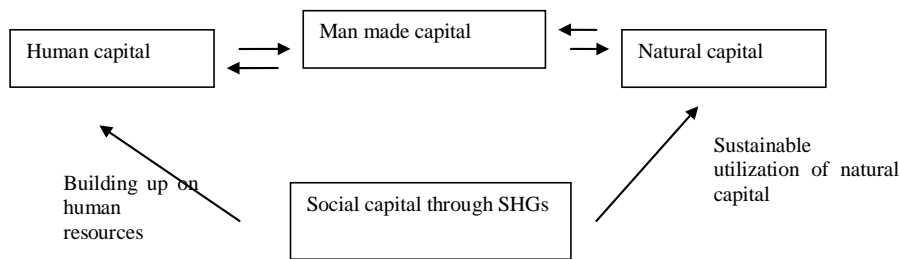 Human capital
Man made capital
Natural capital
Building up on
human
resources
Social capital through SHGs
Sustainable
utilization of natural
capital